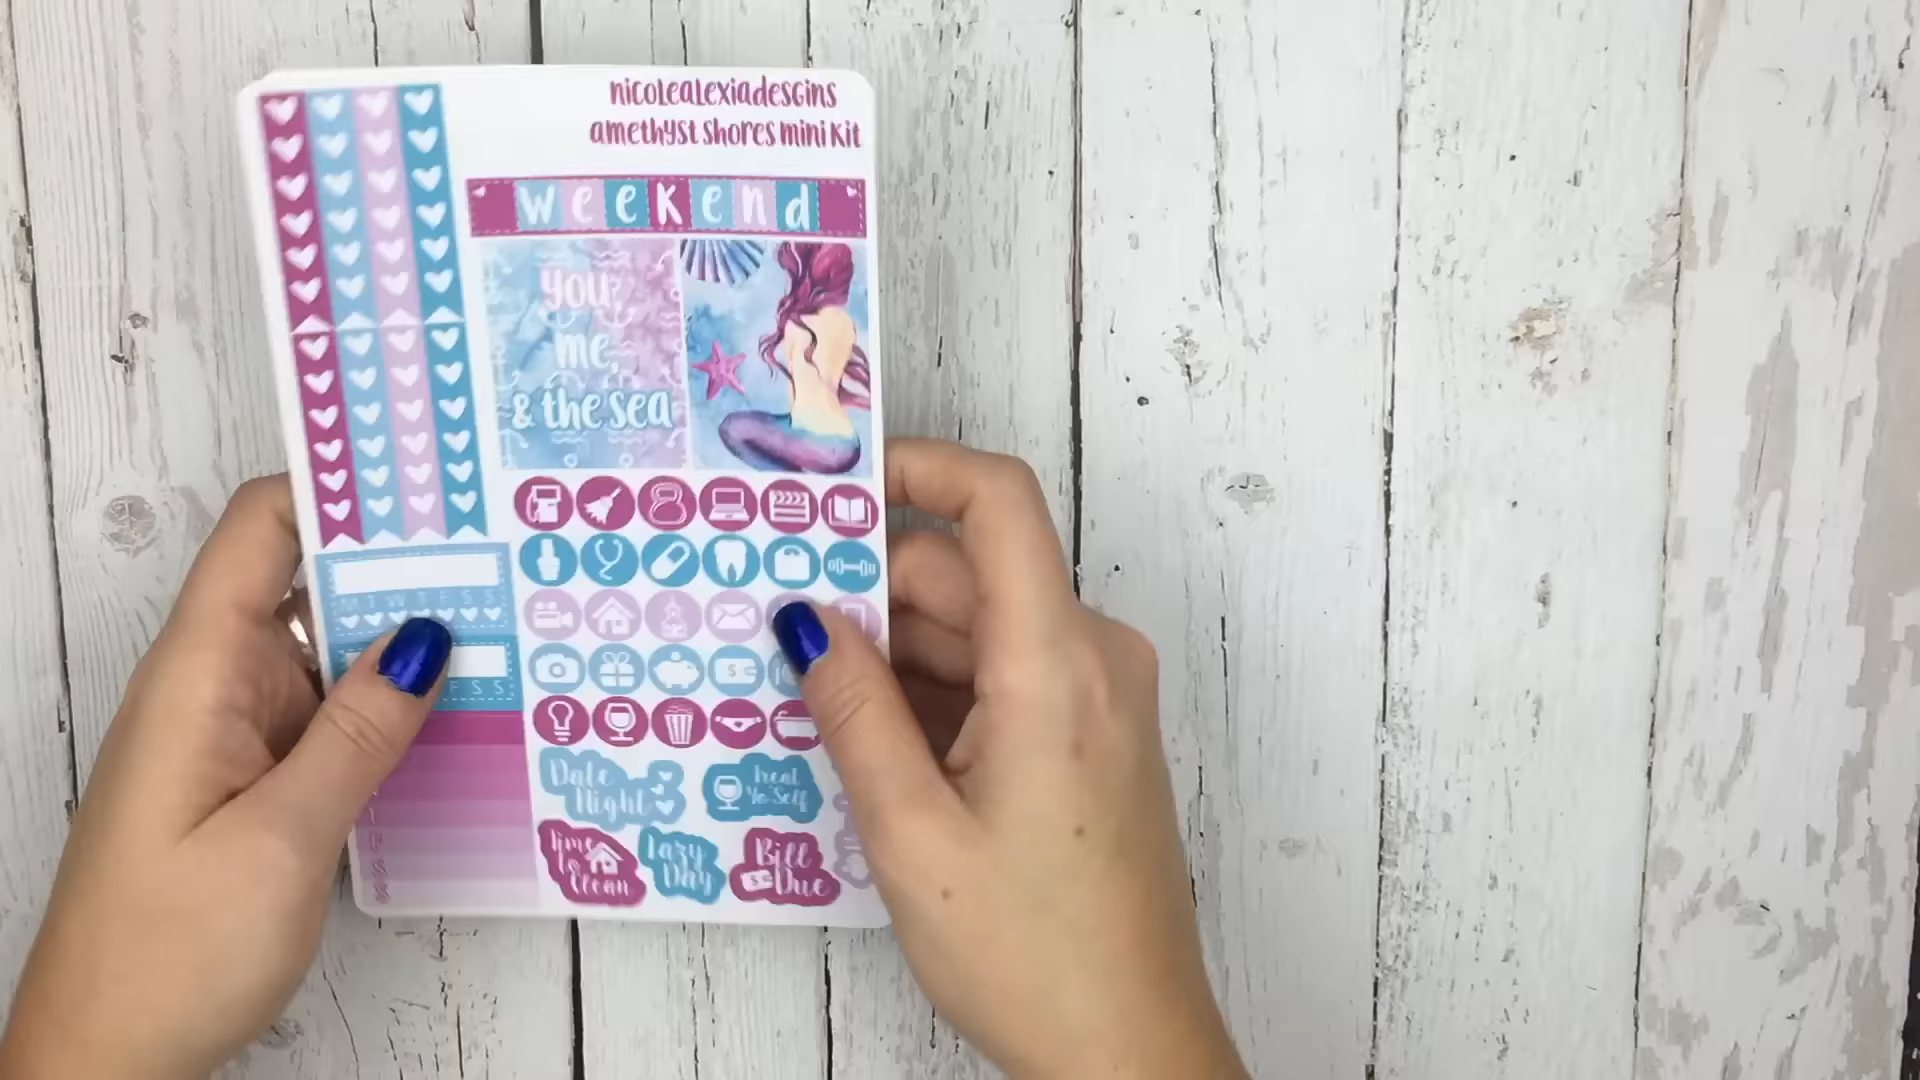 nicolealexiadesgins
amethyst shores mini kit
weekend
you,
me,
& the sea
M T W T F S S
F S S
Date
Night
Treat
Yo' Self
Time
to
Clean
Lazy
Day
Bill
$
Due